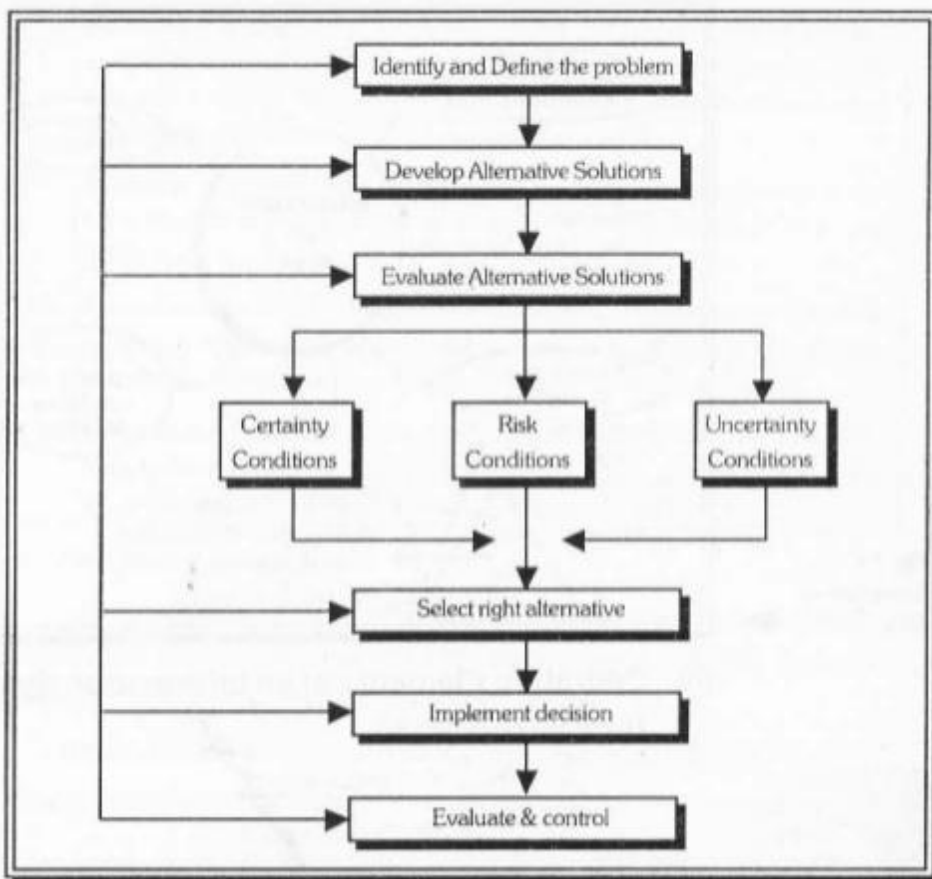 Identify and Define the problem
Develop Alternative Solutions
Evaluate Alternative Solutions
Certainty
Conditions
Risk
Conditions
Uncertainty
Conditions
Select right alternative
Implement decision
Evaluate & control